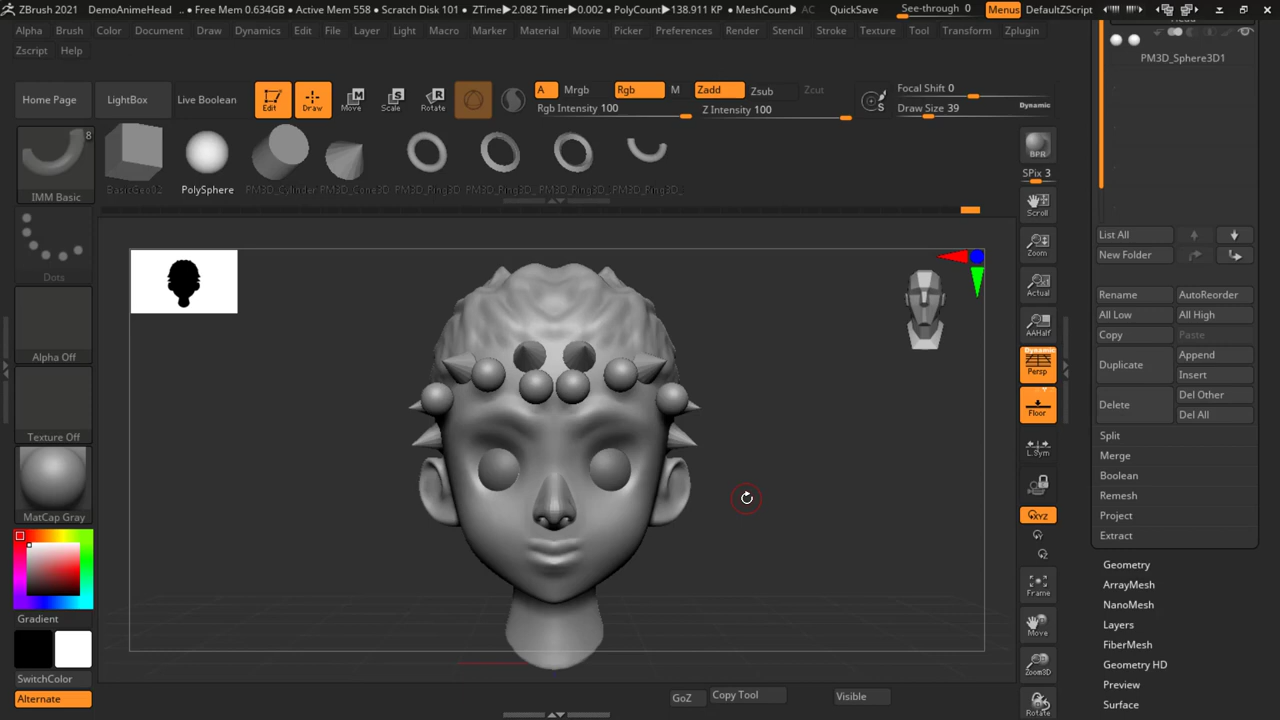 ZBrush 2021 DemoAnimeHead .. ● Free Mem 0.634GB ● Active Mem 558 ● Scratch Disk 101 ● ZTime▶2.082 Timer▶0.002 ● PolyCount▶138.911 KP ● MeshCount▶ AC QuickSave See-through 0 Menus DefaultZScript
Alpha Brush Color Document Draw Dynamics Edit File Layer Light Macro Marker Material Movie Picker Preferences Render Stencil Stroke Texture Tool Transform Zplugin
Zscript Help
PM3D_Sphere3D1
Home Page LightBox Live Boolean Edit Draw Move Scale Rotate
A Mrgb Rgb M Zadd Zsub Zcut
Rgb Intensity 100 Z Intensity 100
Focal Shift 0
Draw Size 39 Dynamic
8
IMM Basic
BasicGeo02 PolySphere PM3D_Cylinder PM3D_Cone3D PM3D_Ring3D PM3D_Ring3D_ PM3D_Ring3D_ PM3D_Ring3D_
BPR
SPix 3
Scroll
Zoom
Actual
AAHalf
Dynamic
Persp
Floor
L.Sym
XYZ
Y
Z
Frame
Move
Zoom3D
Rotate
Dots
Alpha Off
Texture Off
MatCap Gray
Gradient
SwitchColor
Alternate
List All
New Folder
Rename AutoReorder
All Low All High
Copy Paste
Duplicate Append
Insert
Delete Del Other
Del All
Split
Merge
Boolean
Remesh
Project
Extract
Geometry
ArrayMesh
NanoMesh
Layers
FiberMesh
Geometry HD
Preview
Surface
GoZ Copy Tool Visible